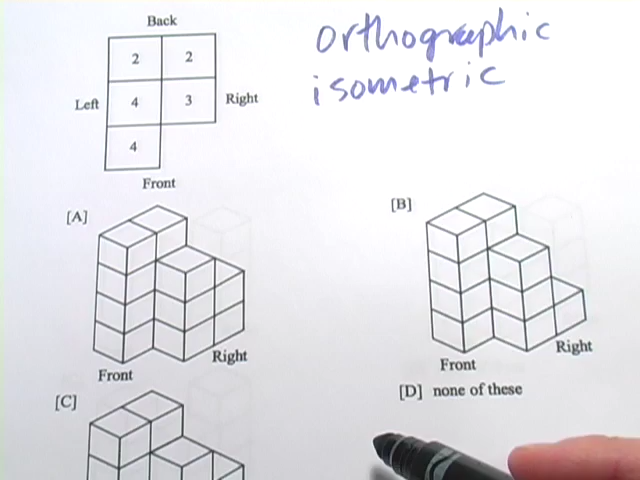 Back
orthographic
isometric
2 2
Left 4 3 Right
4
Front
[A]
[B]
Right
Front
Right
Front
[C]
[D] none of these